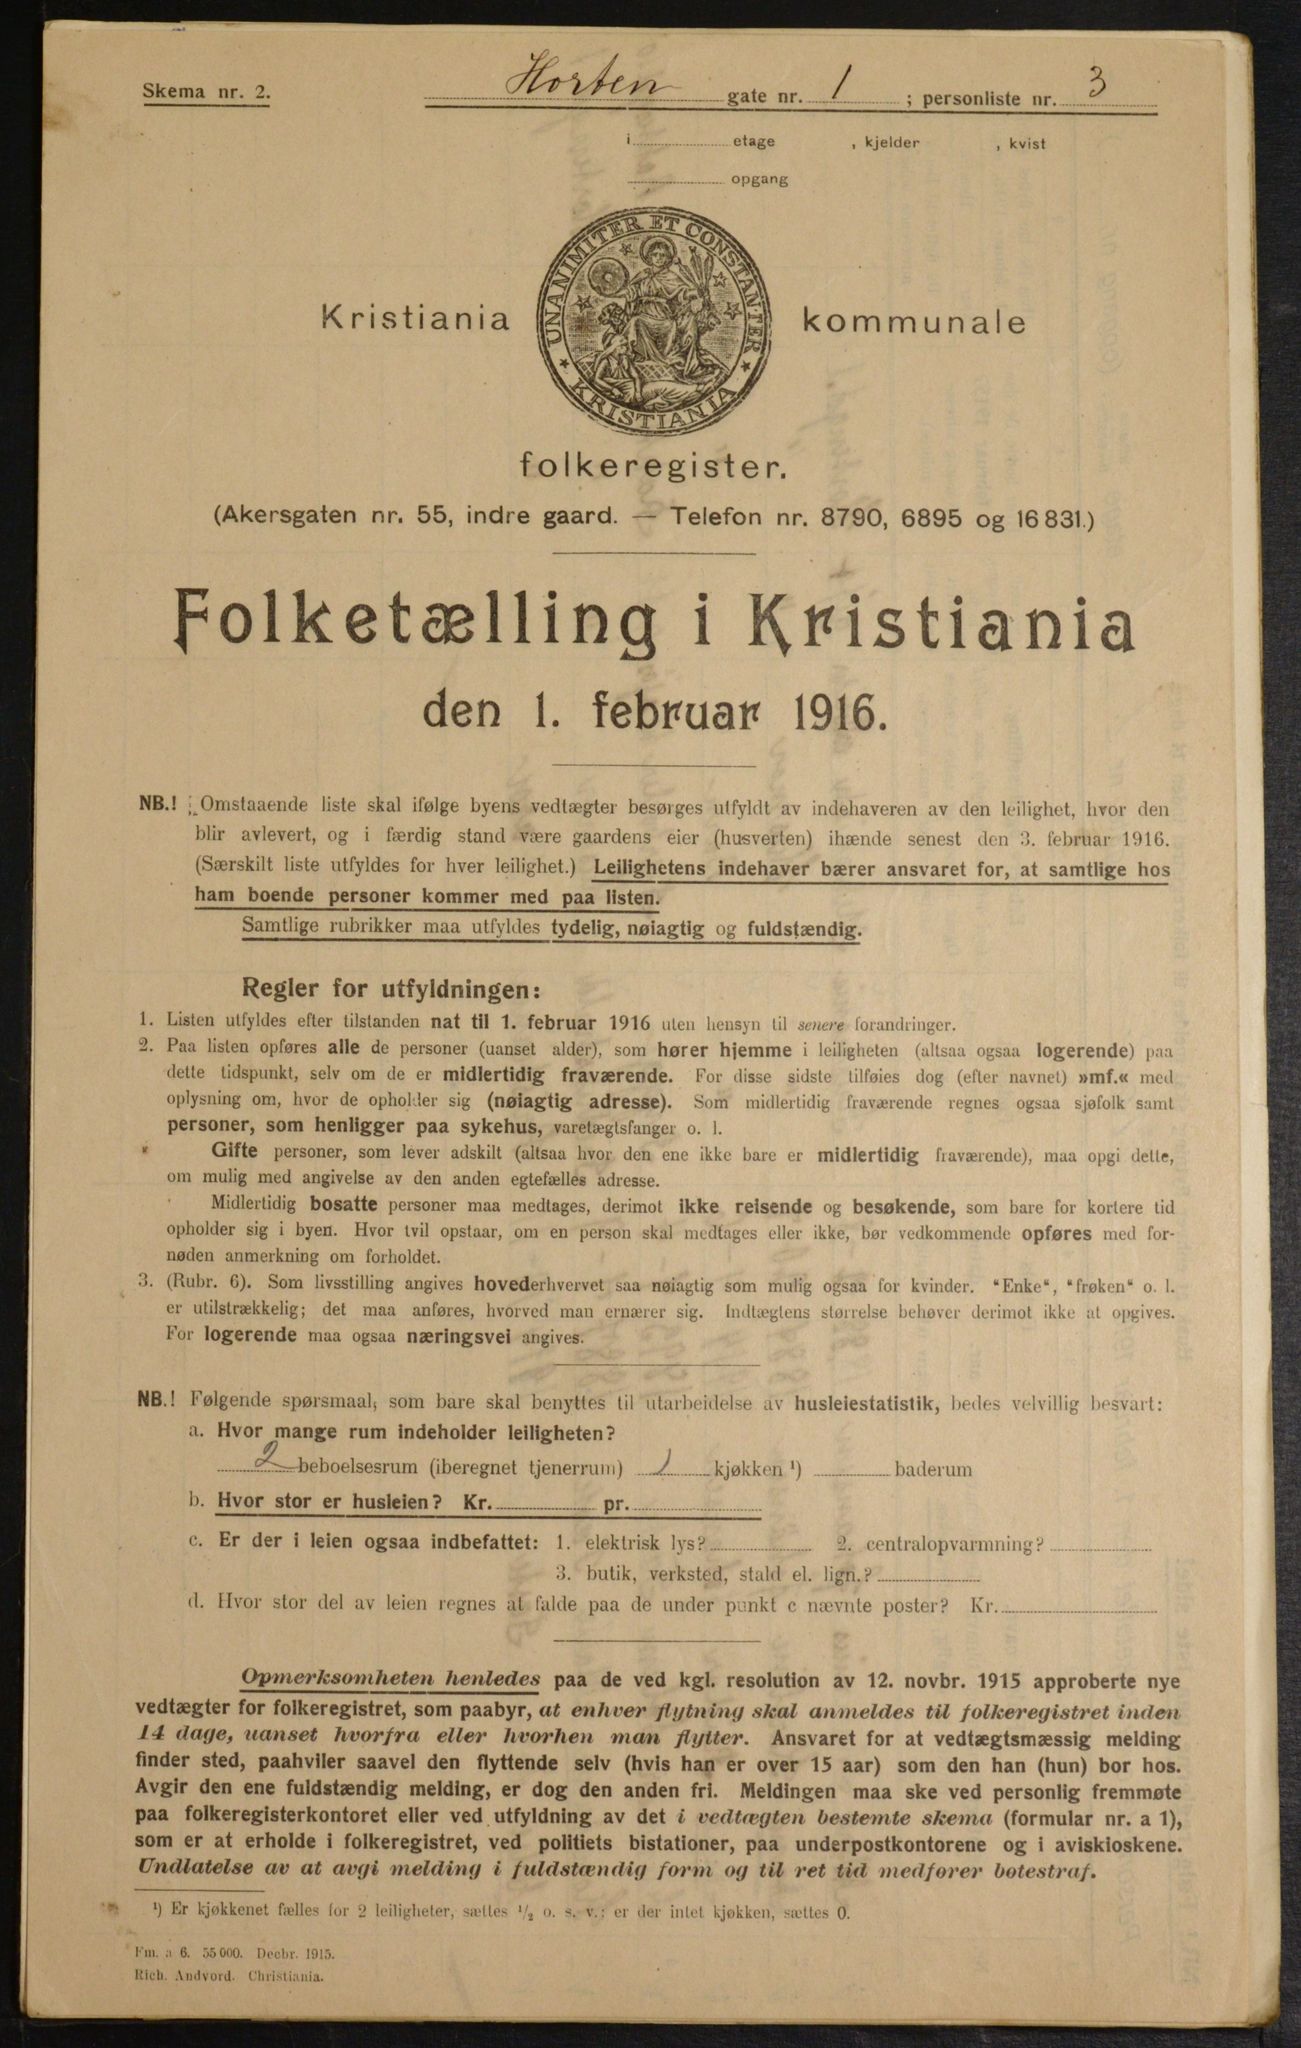 Skema nr. 2.
Horten gate nr. 1 ; personliste nr. 3
i etage , kjelder , kvist
opgang
UNANIMITER ET CONSTANTER
KRISTIANIA
Kristiania kommunale
folkeregister.
(Akersgaten nr. 55, indre gaard. — Telefon nr. 8790, 6895 og 16 831.)
Folketælling i Kristiania
den 1. februar 1916.
NB.! Omstaaende liste skal ifølge byens vedtægter besørges utfyldt av indehaveren av den leilighet, hvor den
blir avlevert, og i færdig stand være gaardens eier (husverten) ihænde senest den 3. februar 1916.
(Særskilt liste utfyldes for hver leilighet.) Leilighetens indehaver bærer ansvaret for, at samtlige hos
ham boende personer kommer med paa listen.
Samtlige rubrikker maa utfyldes tydelig, nøiagtig og fuldstændig.
Regler for utfyldningen:
1. Listen utfyldes efter tilstanden nat til 1. februar 1916 uten hensyn til senere forandringer.
2. Paa listen opføres alle de personer (uanset alder), som hører hjemme i leiligheten (altsaa ogsaa logerende) paa
dette tidspunkt, selv om de er midlertidig fraværende. For disse sidste tilføies dog (efter navnet) »mf.« med
oplysning om, hvor de opholder sig (nøiagtig adresse). Som midlertidig fraværende regnes ogsaa sjøfolk samt
personer, som henligger paa sykehus, varetægtsfanger o. l.
Gifte personer, som lever adskilt (altsaa hvor den ene ikke bare er midlertidig fraværende), maa opgi dette,
om mulig med angivelse av den anden egtefælles adresse.
Midlertidig bosatte personer maa medtages, derimot ikke reisende og besøkende, som bare for kortere tid
opholder sig i byen. Hvor tvil opstaar, om en person skal medtages eller ikke, bør vedkommende opføres med for-
nøden anmerkning om forholdet.
3. (Rubr. 6). Som livsstilling angives hovederhvervet saa nøiagtig som mulig ogsaa for kvinder. "Enke", "frøken" o. l.
er utilstrækkelig; det maa anføres, hvorved man ernærer sig. Indtægtens størrelse behøver derimot ikke at opgives.
For logerende maa ogsaa næringsvei angives.
NB.! Følgende spørsmaal, som bare skal benyttes til utarbeidelse av husleiestatistik, bedes velvillig besvart:
a. Hvor mange rum indeholder leiligheten?
2 beboelsesrum (iberegnet tjenerrum) 1 kjøkken ¹) baderum
b. Hvor stor er husleien? Kr. pr.
c. Er der i leien ogsaa indbefattet: 1. elektrisk lys? 2. centralopvarmning?
3. butik, verksted, stald el. lign.?
d. Hvor stor del av leien regnes at falde paa de under punkt c nævnte poster? Kr.
Opmerksomheten henledes paa de ved kgl. resolution av 12. novbr. 1915 approberte nye
vedtægter for folkeregistret, som paabyr, at enhver flytning skal anmeldes til folkeregistret inden
14 dage, uanset hvorfra eller hvorhen man flytter. Ansvaret for at vedtægtsmæssig melding
finder sted, paahviler saavel den flyttende selv (hvis han er over 15 aar) som den han (hun) bor hos.
Avgir den ene fuldstændig melding, er dog den anden fri. Meldingen maa ske ved personlig fremmøte
paa folkeregisterkontoret eller ved utfyldning av det i vedtægten bestemte skema (formular nr. a 1),
som er at erholde i folkeregistret, ved politiets bistationer, paa underpostkontorene og i aviskioskene.
Undlatelse av at avgi melding i fuldstændig form og til ret tid medfører bøtestraf.
¹) Er kjøkkenet fælles for 2 leiligheter, sættes ½ o. s. v.; er der intet kjøkken, sættes 0.
Fm. a 6. 55 000. Decbr. 1915.
Rich. Andvord. Christiania.